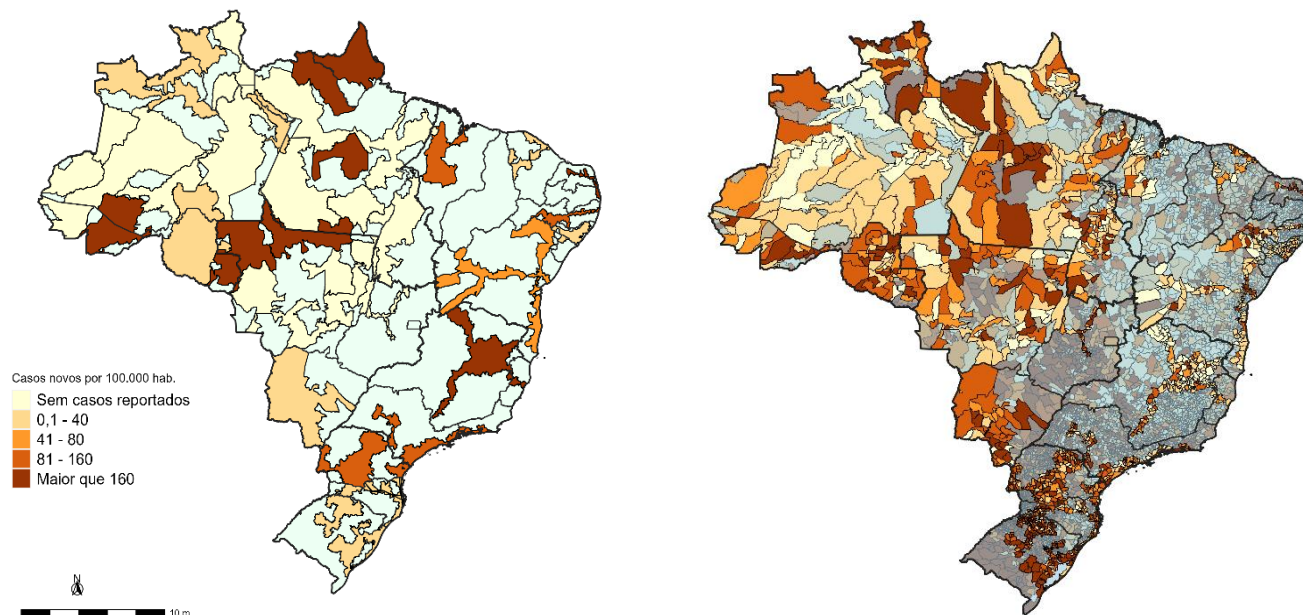 Casos novos por 100.000 hab.
Sem casos reportados
0,1 - 40
41 - 80
81 - 160
Maior que 160
N
10 m